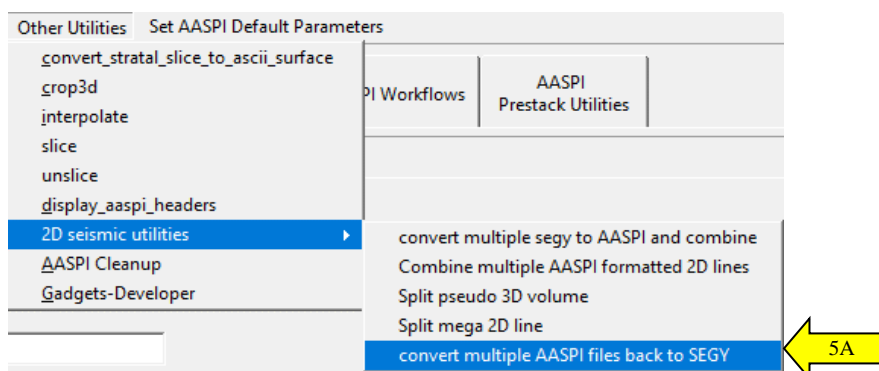 Other Utilities Set AASPI Default Parameters
convert_stratal_slice_to_ascii_surface
crop3d
interpolate
slice
unslice
display_aaspi_headers
2D seismic utilities
AASPI Cleanup
Gadgets-Developer
PI Workflows
AASPI
Prestack Utilities
convert multiple segy to AASPI and combine
Combine multiple AASPI formatted 2D lines
Split pseudo 3D volume
Split mega 2D line
convert multiple AASPI files back to SEGY
5A